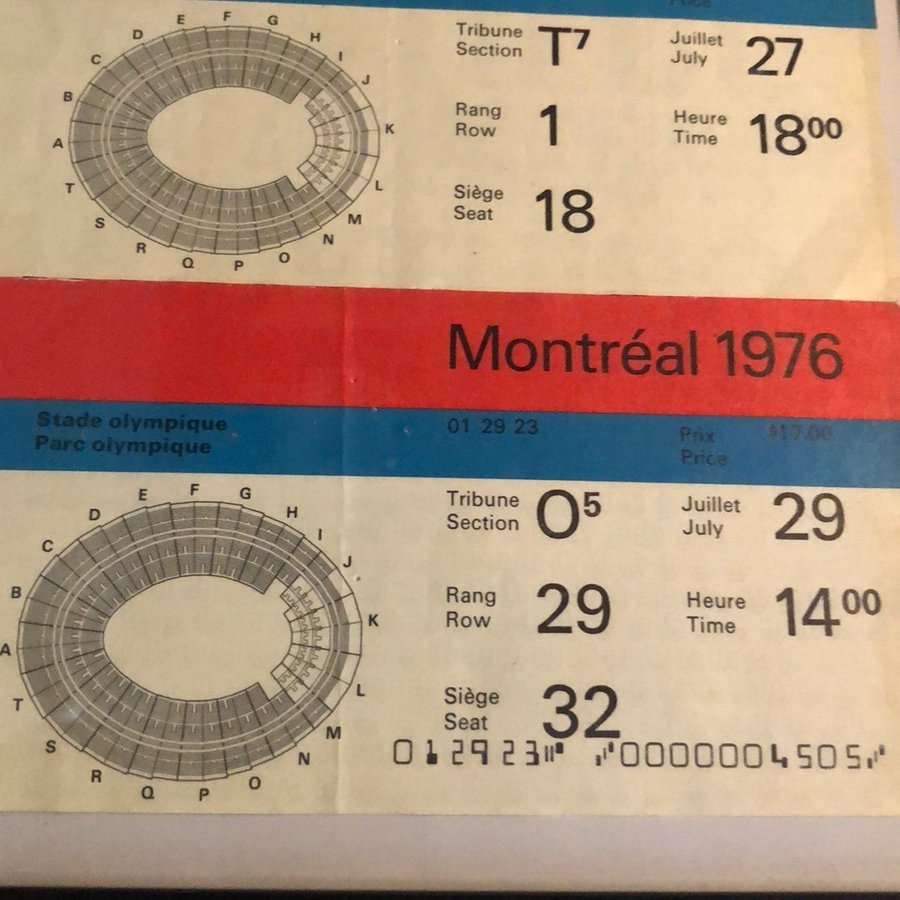 Price
Tribune T⁷ Juillet 27
Section July
Rang 1 Heure 18⁰⁰
Row Time
Siège 18
Seat
A B C D E F G H I J K L M N O P Q R S T
Montréal 1976
Stade olympique 01 29 23 Prix $17.00
Parc olympique Price
Tribune O⁵ Juillet 29
Section July
Rang 29 Heure 14⁰⁰
Row Time
Siège 32
Seat
A B C D E F G H I J K L M N O P Q R S T
012923 0000004505